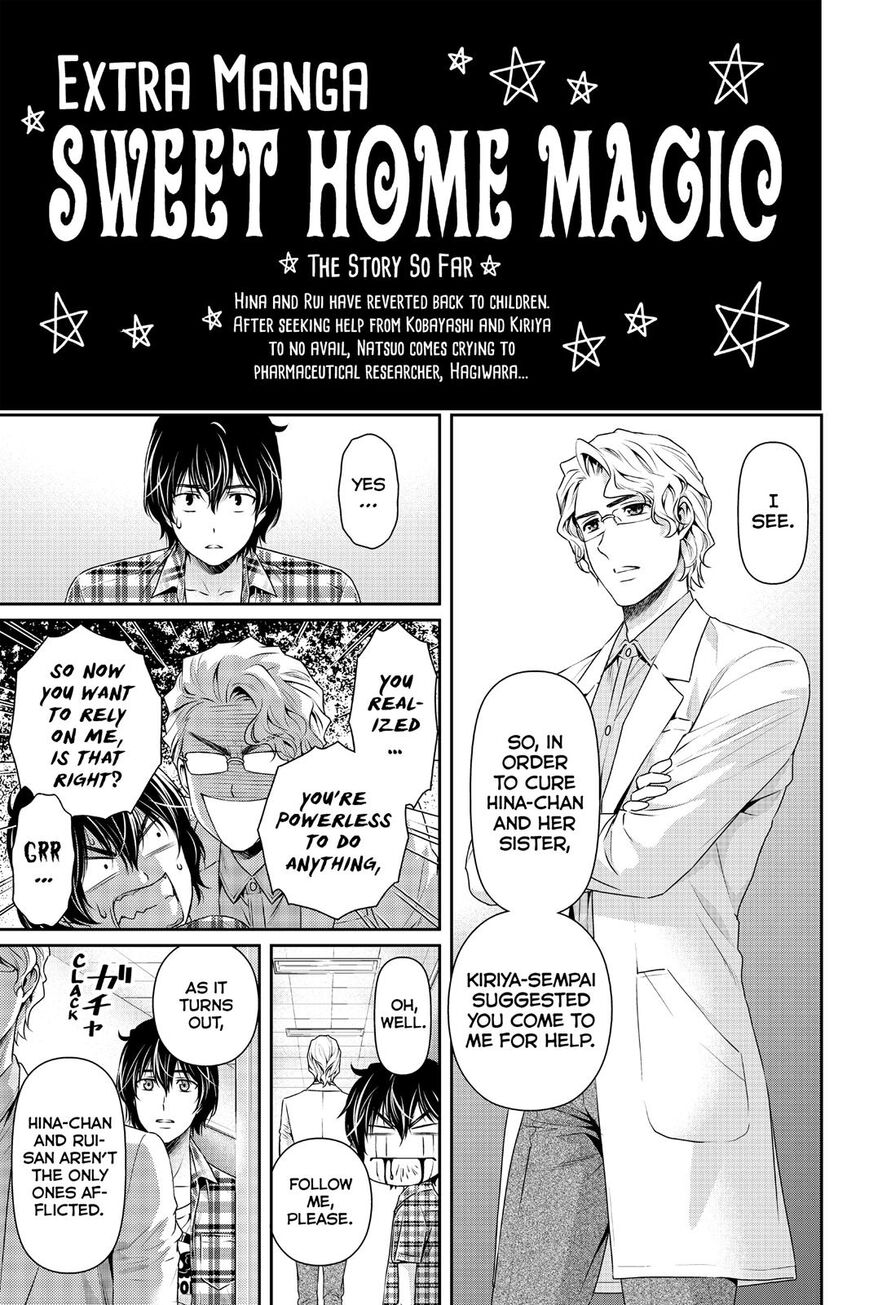 EXTRA MANGA
SWEET HOME MAGIC
THE STORY SO FAR
HINA AND RUI HAVE REVERTED BACK TO CHILDREN.
AFTER SEEKING HELP FROM KOBAYASHI AND KIRIYA
TO NO AVAIL, NATSUO COMES CRYING TO
PHARMACEUTICAL RESEARCHER, HAGIWARA...
I
SEE.
SO, IN
ORDER
TO CURE
HINA-CHAN
AND HER
SISTER,
KIRIYA-SEMPAI
SUGGESTED
YOU COME TO
ME FOR HELP.
YES
...
YOU
REAL-
IZED
...
YOU'RE
POWERLESS
TO DO
ANYTHING,
SO NOW
YOU WANT
TO RELY
ON ME,
IS THAT
RIGHT?
GRR
...
OH,
WELL.
FOLLOW
ME,
PLEASE.
ガチャ
CLACK
AS IT
TURNS
OUT,
HINA-CHAN
AND RUI-
SAN AREN'T
THE ONLY
ONES AF-
FLICTED.